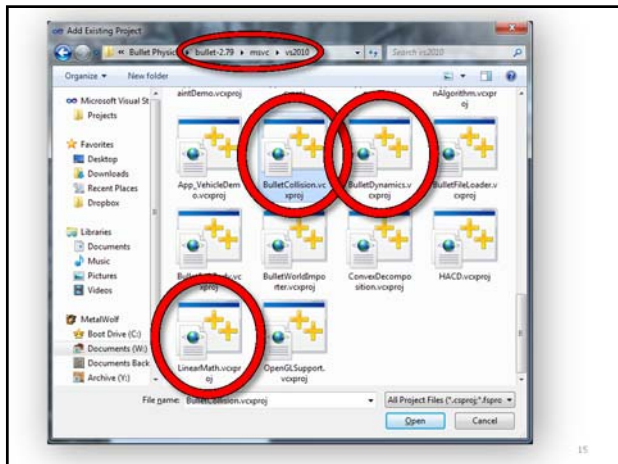 Add Existing Project
« Bullet Physic bullet-2.79 msvc vs2010
Search vs2010
Organize New folder
Microsoft Visual St
Projects
Favorites
Desktop
Downloads
Recent Places
Dropbox
Libraries
Documents
Music
Pictures
Videos
MetalWolf
Boot Drive (C:)
Documents (W:)
Documents Back
Archive (Y:)
aintDemo.vcxproj
nAlgorithm.vcxpr
oj
App_VehicleDem
o.vcxproj
BulletCollision.vc
xproj
BulletDynamics.v
cxproj
BulletFileLoader.v
cxproj
xproj
BulletWorldImpo
rter.vcxproj
ConvexDecompo
sition.vcxproj
HACD.vcxproj
LinearMath.vcxpr
oj
OpenGLSupport.
vcxproj
File name: BulletCollision.vcxproj
All Project Files (*.csproj;*.fspro
Open Cancel
15